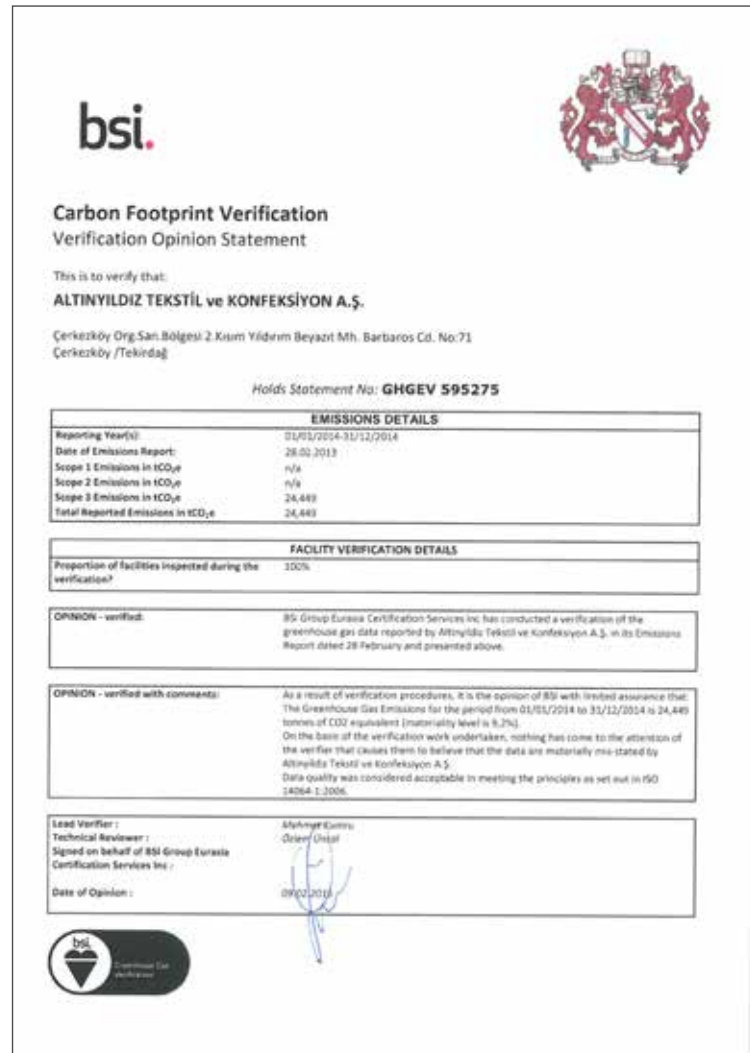 bsi.
Carbon Footprint Verification
Verification Opinion Statement
This is to verify that:
ALTINYILDIZ TEKSTİL ve KONFEKSİYON A.Ş.
Çerkezköy Org.San.Bölgesi 2.Kısım Yıldırım Beyazıt Mh. Barbaros Cd. No:71
Çerkezköy /Tekirdağ
Holds Statement No: GHGEV 595275
EMISSIONS DETAILS
Reporting Year(s): 01/01/2014-31/12/2014
Date of Emissions Report: 28.02.2013
Scope 1 Emissions in tCO₂e n/a
Scope 2 Emissions in tCO₂e n/a
Scope 3 Emissions in tCO₂e 24,449
Total Reported Emissions in tCO₂e 24,449
FACILITY VERIFICATION DETAILS
Proportion of facilities inspected during the 100%
verification?
OPINION - verified: BSI Group Eurasia Certification Services Inc has conducted a verification of the
greenhouse gas data reported by Altınyıldız Tekstil ve Konfeksiyon A.Ş. in its Emissions
Report dated 28 February and presented above.
OPINION - verified with comments: As a result of verification procedures, it is the opinion of BSI with limited assurance that:
The Greenhouse Gas Emissions for the period from 01/01/2014 to 31/12/2014 is 24,449
tonnes of CO2 equivalent (materiality level is 9,2%).
On the basis of the verification work undertaken, nothing has come to the attention of
the verifier that causes them to believe that the data are materially mis-stated by
Altınyıldız Tekstil ve Konfeksiyon A.Ş.
Data quality was considered acceptable in meeting the principles as set out in ISO
14064-1:2006.
Lead Verifier : Mehmet Kumru
Technical Reviewer : Özlem Ünsal
Signed on behalf of BSI Group Eurasia
Certification Services Inc :
Date of Opinion :
bsi.
Greenhouse Gas
Verification